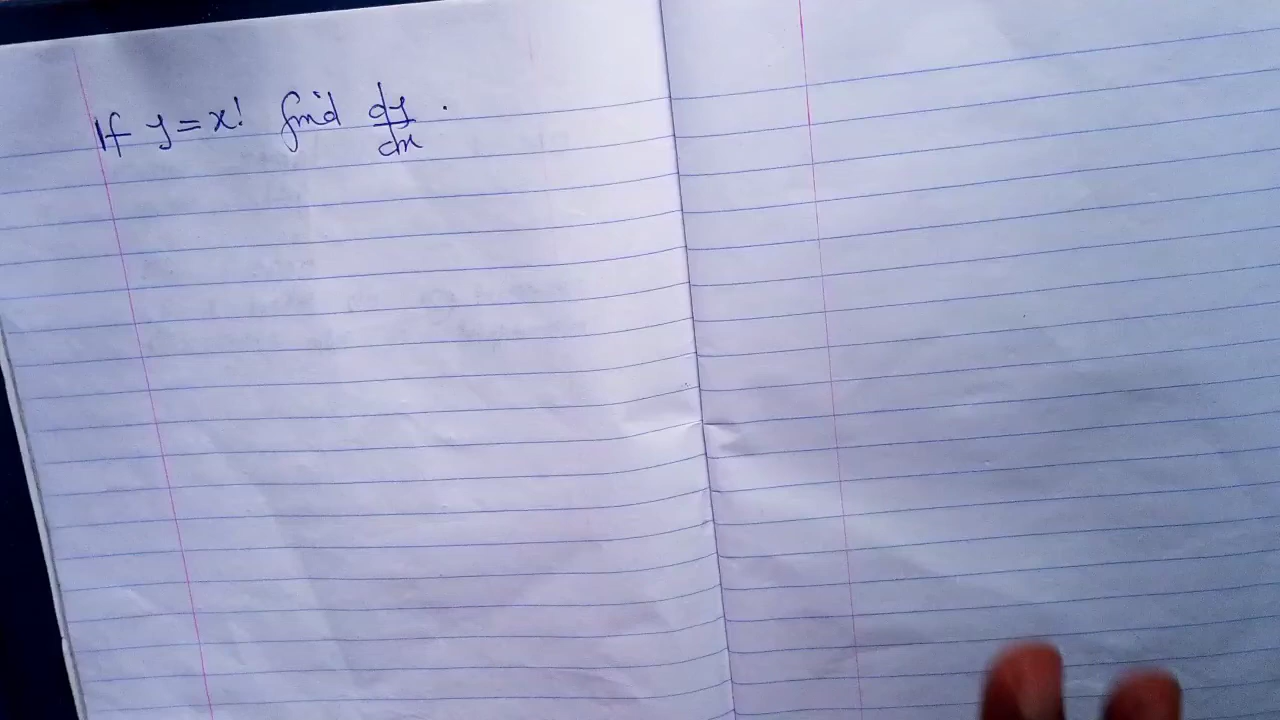 If y = x! find dy/dx .